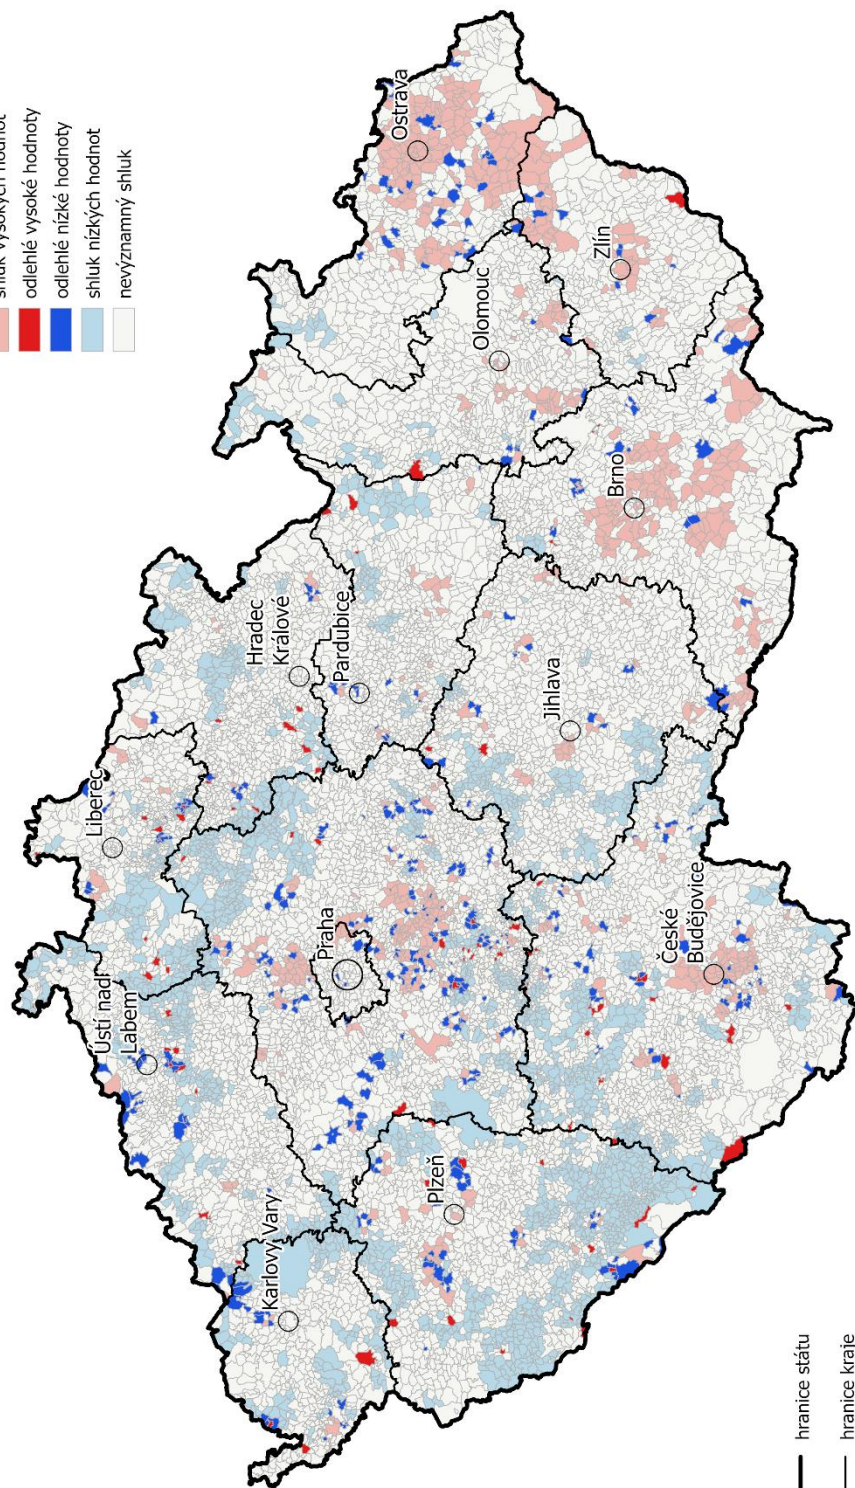 shluk vysokých hodnot
odlehlé vysoké hodnoty
odlehlé nízké hodnoty
shluk nízkých hodnot
nevýznamný shluk
Liberec
Ústí nad
Labem
Karlovy Vary
Hradec
Králové
Praha
Pardubice
Plzeň
Ostrava
Olomouc
Jihlava
Zlín
Brno
České
Budějovice
hranice státu
hranice kraje